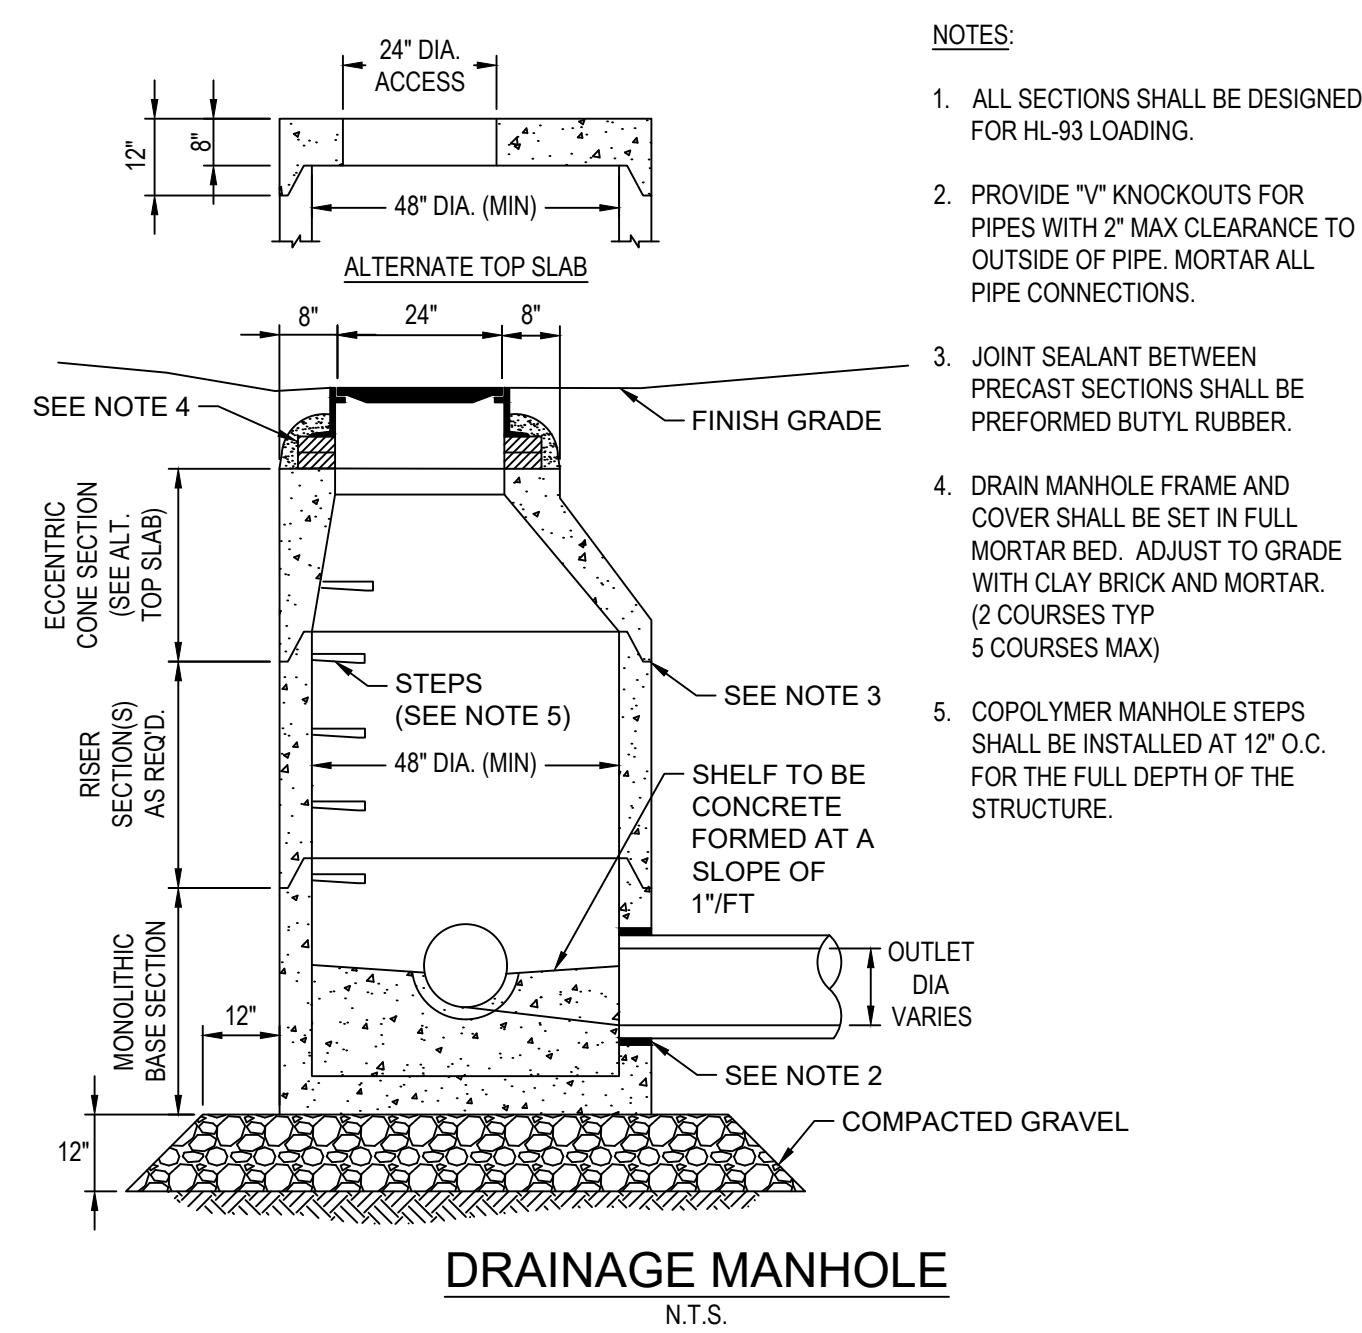 24" DIA.
ACCESS
12"
8"
48" DIA. (MIN)
ALTERNATE TOP SLAB
8"
24"
8"
SEE NOTE 4
FINISH GRADE
ECCENTRIC
CONE SECTION
(SEE ALT.
TOP SLAB)
STEPS
(SEE NOTE 5)
SEE NOTE 3
RISER
SECTION(S)
AS REQ'D.
48" DIA. (MIN)
SHELF TO BE
CONCRETE
FORMED AT A
SLOPE OF
1"/FT
MONOLITHIC
BASE SECTION
OUTLET
DIA
VARIES
12"
SEE NOTE 2
12"
COMPACTED GRAVEL
DRAINAGE MANHOLE
N.T.S.
NOTES:
1. ALL SECTIONS SHALL BE DESIGNED
FOR HL-93 LOADING.
2. PROVIDE "V" KNOCKOUTS FOR
PIPES WITH 2" MAX CLEARANCE TO
OUTSIDE OF PIPE. MORTAR ALL
PIPE CONNECTIONS.
3. JOINT SEALANT BETWEEN
PRECAST SECTIONS SHALL BE
PREFORMED BUTYL RUBBER.
4. DRAIN MANHOLE FRAME AND
COVER SHALL BE SET IN FULL
MORTAR BED. ADJUST TO GRADE
WITH CLAY BRICK AND MORTAR.
(2 COURSES TYP
5 COURSES MAX)
5. COPOLYMER MANHOLE STEPS
SHALL BE INSTALLED AT 12" O.C.
FOR THE FULL DEPTH OF THE
STRUCTURE.